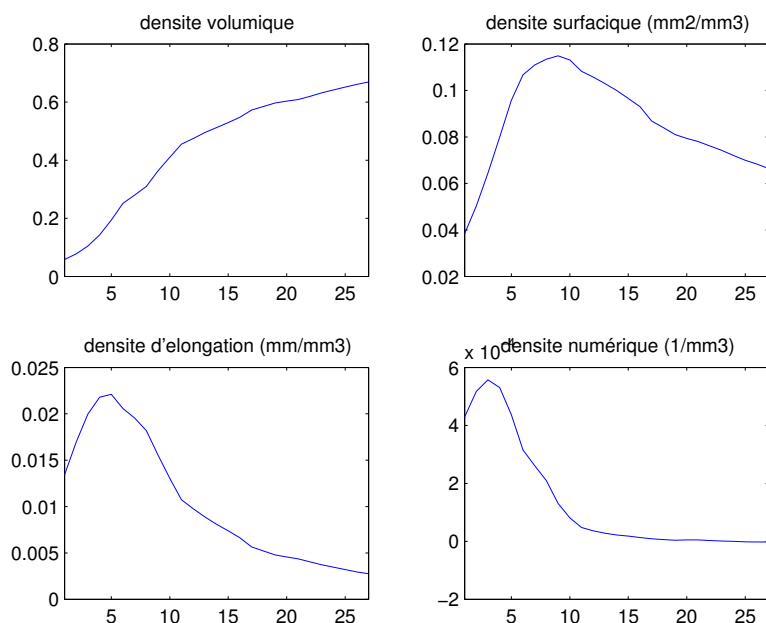 densite volumique
0.8
0.6
0.4
0.2
0
5 10 15 20 25
densite surfacique (mm2/mm3)
0.12
0.1
0.08
0.06
0.04
0.02
5 10 15 20 25
densite d'elongation (mm/mm3)
0.025
0.02
0.015
0.01
0.005
0
5 10 15 20 25
x 10-4
densite numérique (1/mm3)
6
4
2
0
−2
5 10 15 20 25